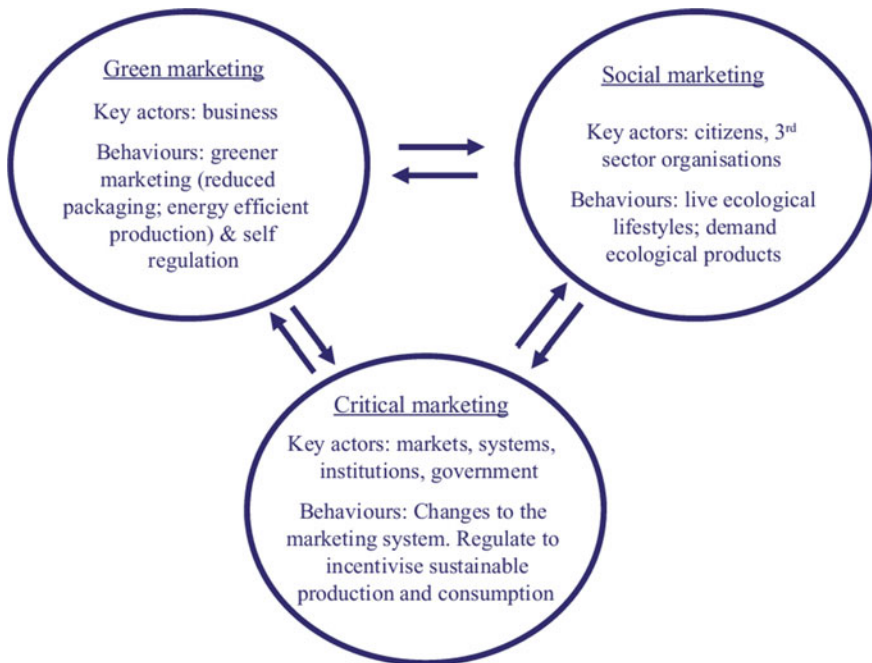 Green marketing
Key actors: business
Behaviours: greener
marketing (reduced
packaging; energy efficient
production) & self
regulation
Social marketing
Key actors: citizens, 3rd
sector organisations
Behaviours: live ecological
lifestyles; demand
ecological products
Critical marketing
Key actors: markets, systems,
institutions, government
Behaviours: Changes to the
marketing system. Regulate to
incentivise sustainable
production and consumption